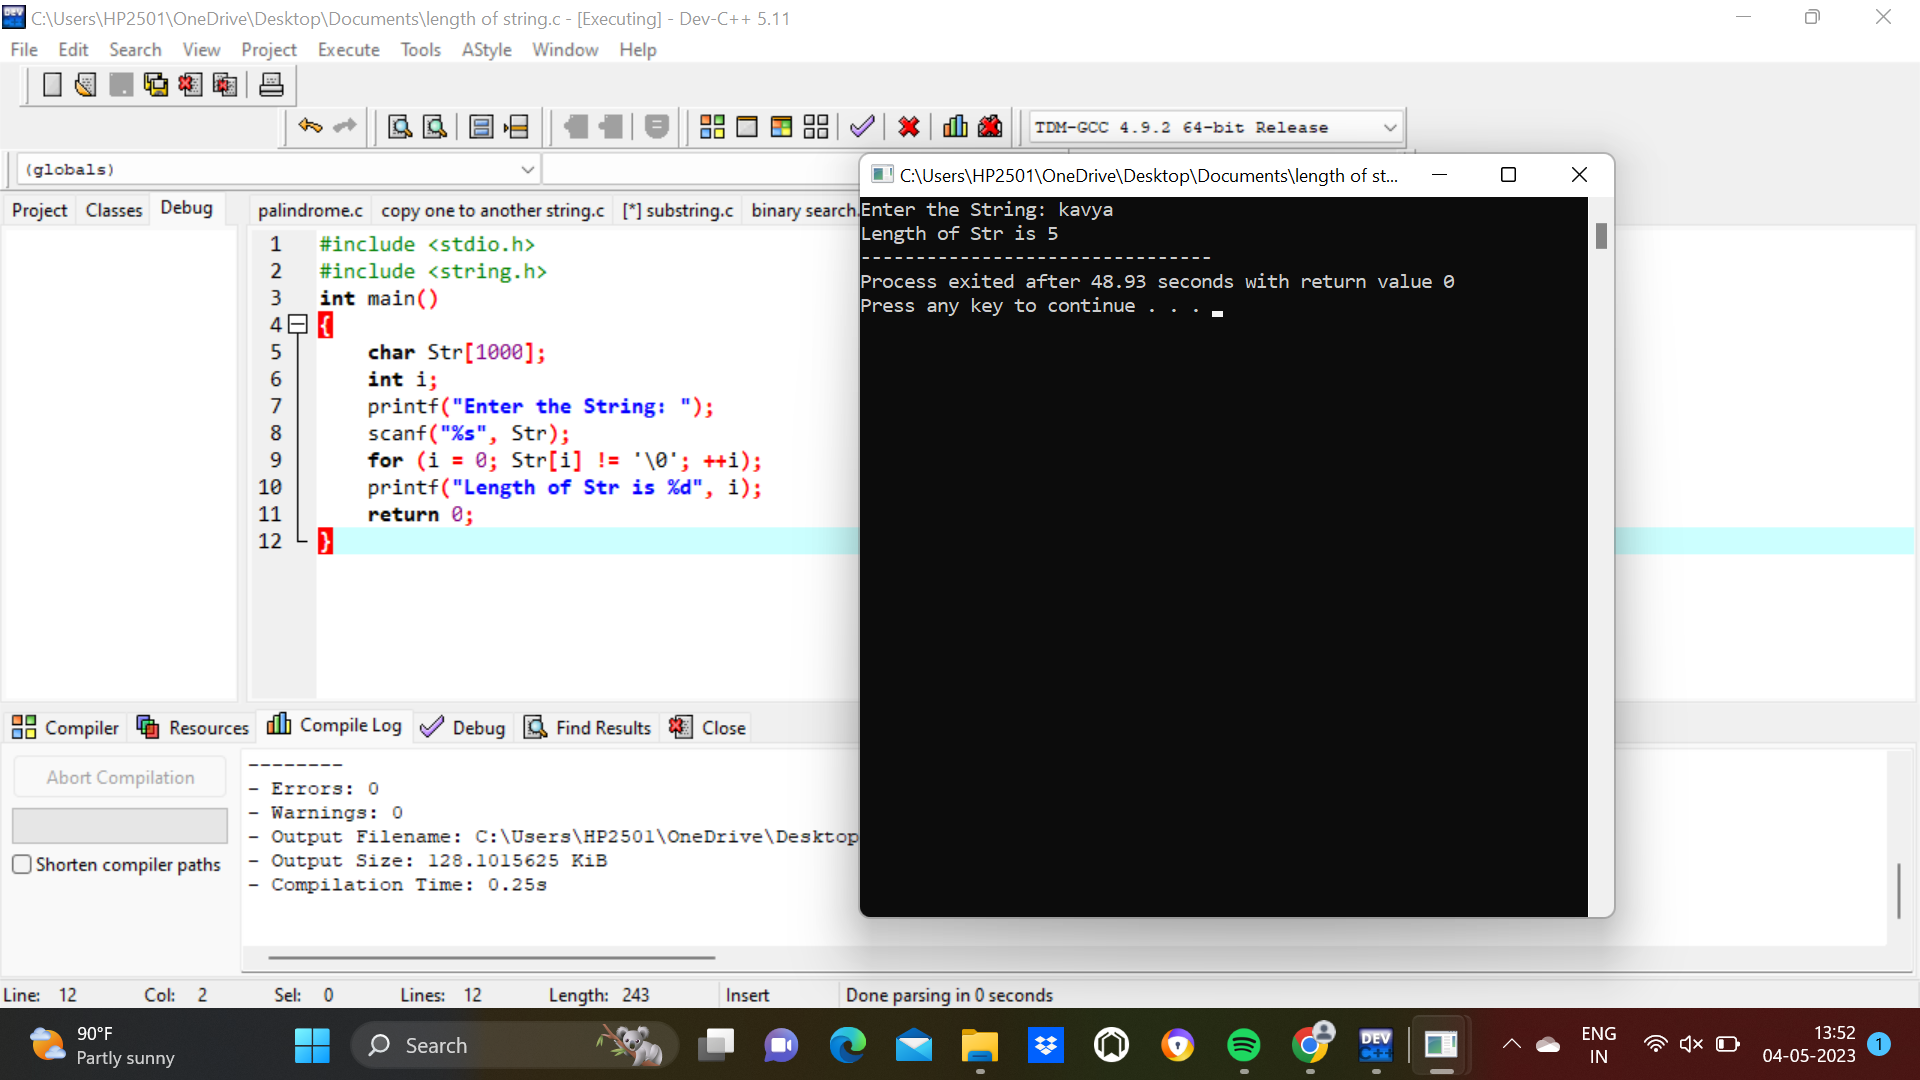 C:\Users\HP2501\OneDrive\Desktop\Documents\length of string.c - [Executing] - Dev-C++ 5.11
File Edit Search View Project Execute Tools AStyle Window Help
TDM-GCC 4.9.2 64-bit Release
(globals)
Project Classes Debug
palindrome.c copy one to another string.c [*] substring.c binary search.
1 #include <stdio.h>
2 #include <string.h>
3 int main()
4 {
5 char Str[1000];
6 int i;
7 printf("Enter the String: ");
8 scanf("%s", Str);
9 for (i = 0; Str[i] != '\0'; ++i);
10 printf("Length of Str is %d", i);
11 return 0;
12 }
C:\Users\HP2501\OneDrive\Desktop\Documents\length of st...
Enter the String: kavya
Length of Str is 5
--------------------------------
Process exited after 48.93 seconds with return value 0
Press any key to continue . . .
Compiler Resources Compile Log Debug Find Results Close
Abort Compilation
Shorten compiler paths
--------
- Errors: 0
- Warnings: 0
- Output Filename: C:\Users\HP2501\OneDrive\Desktop
- Output Size: 128.1015625 KiB
- Compilation Time: 0.25s
Line: 12 Col: 2 Sel: 0 Lines: 12 Length: 243 Insert Done parsing in 0 seconds
90°F
Partly sunny
Search
DEV
C++
ENG
IN
13:52
04-05-2023
1